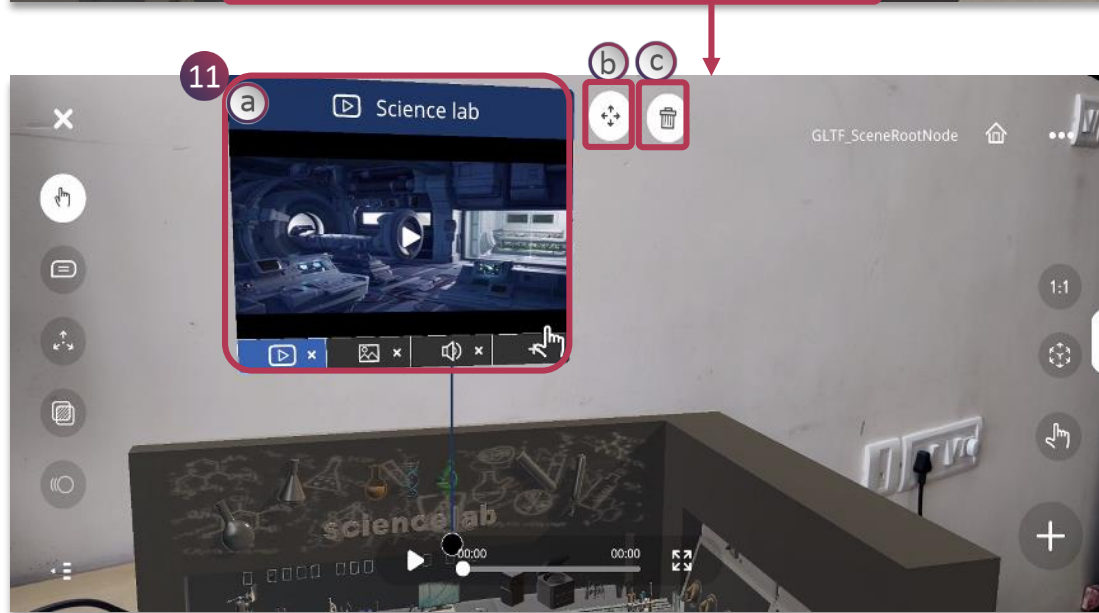 11
a
b
c
Science lab
GLTF_SceneRootNode
1:1
science lab
00:00
00:00